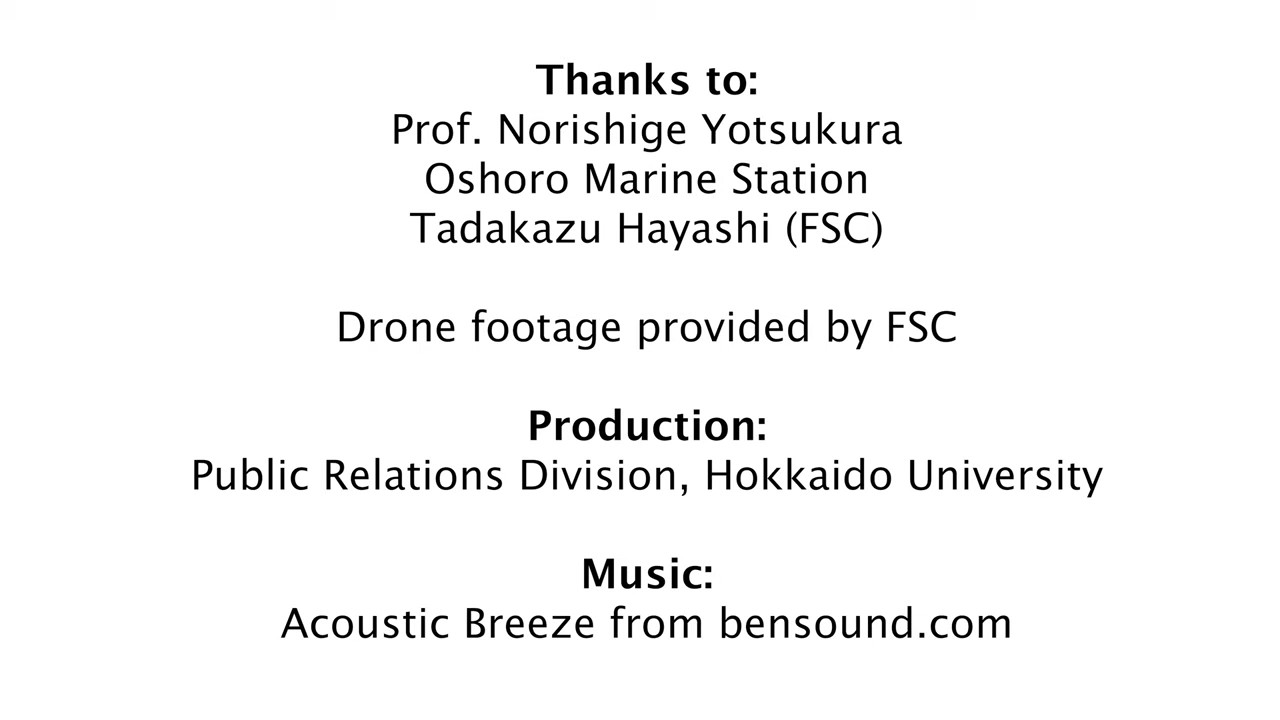 Thanks to:
Prof. Norishige Yotsukura
Oshoro Marine Station
Tadakazu Hayashi (FSC)
Drone footage provided by FSC
Production:
Public Relations Division, Hokkaido University
Music:
Acoustic Breeze from bensound.com